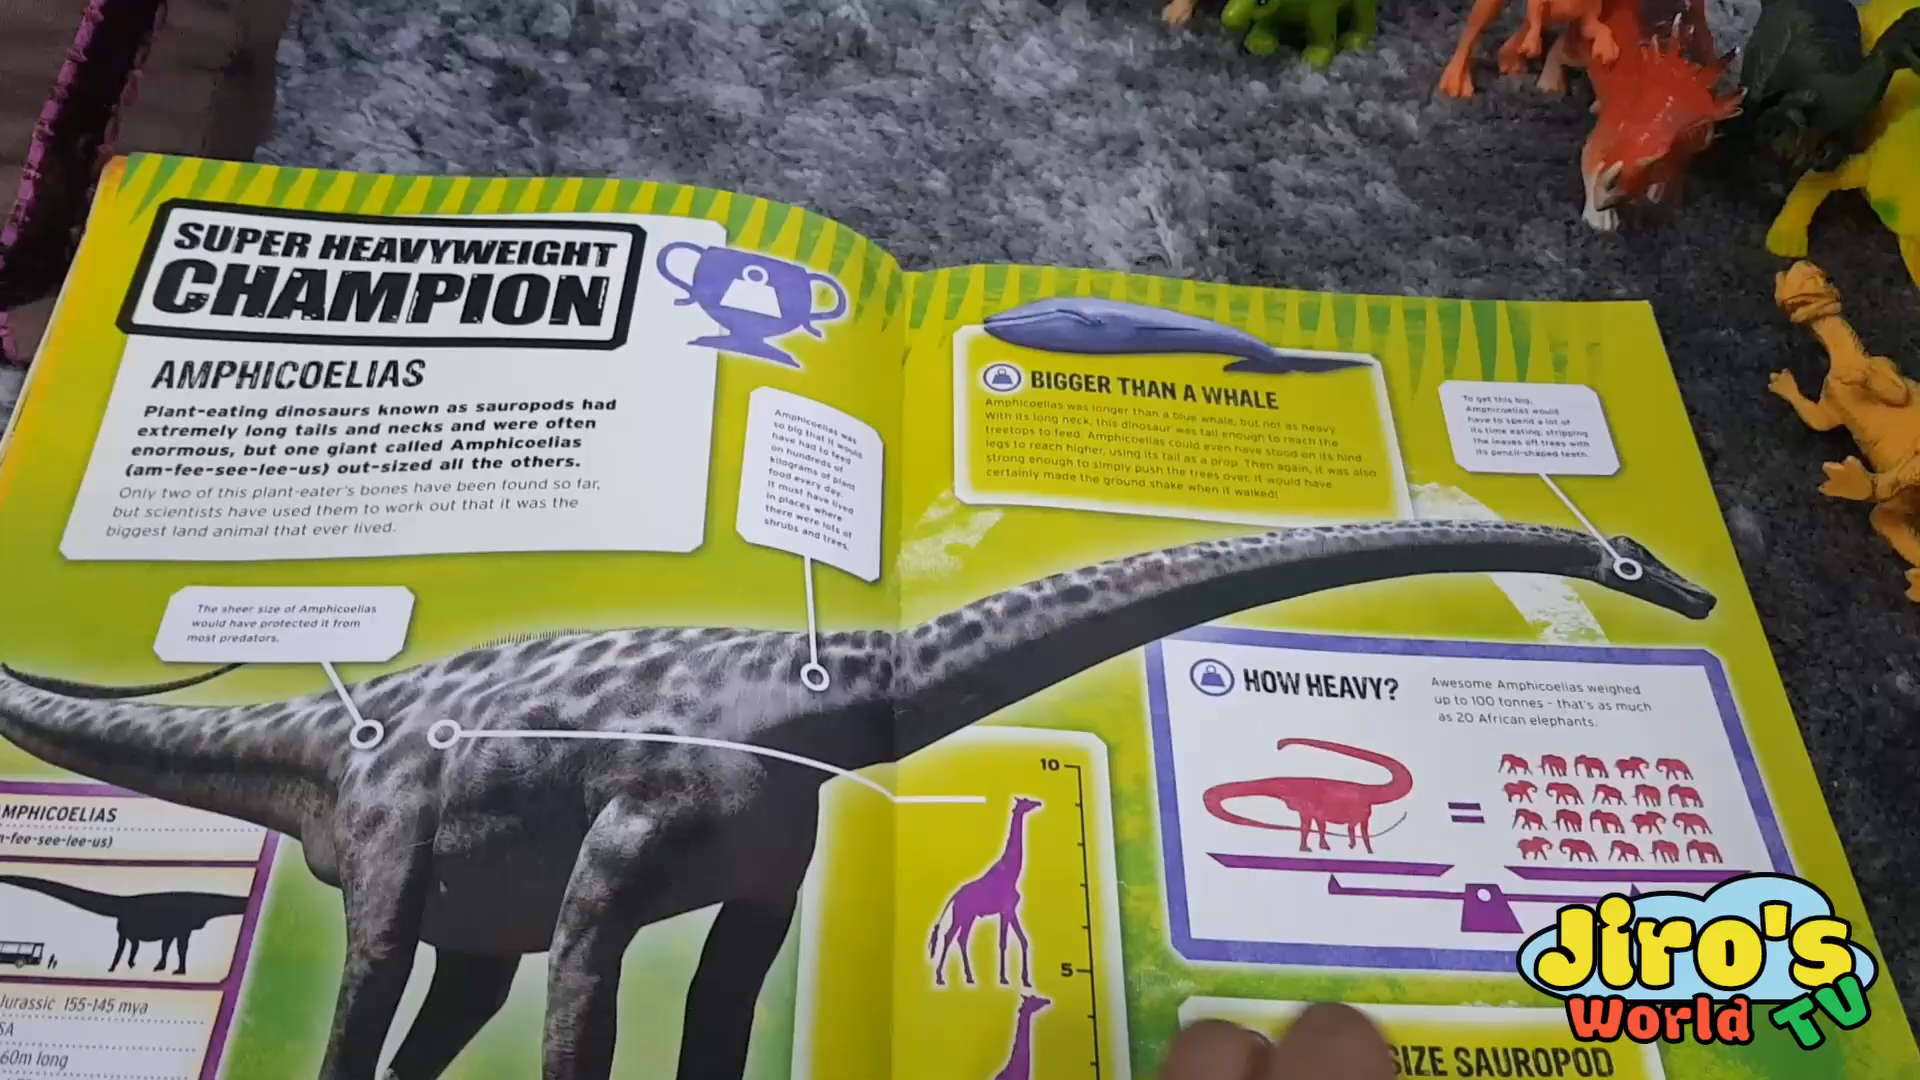 SUPER HEAVYWEIGHT
CHAMPION
AMPHICOELIAS
Plant-eating dinosaurs known as sauropods had
extremely long tails and necks and were often
enormous, but one giant called Amphicoelias
(am-fee-see-lee-us) out-sized all the others.
Only two of this plant-eater's bones have been found so far,
but scientists have used them to work out that it was the
biggest land animal that ever lived.
Amphicoelias was
so big that it would
have had to feed
on hundreds of
kilograms of plant
food every day.
It must have lived
in places where
there were lots of
shrubs and trees.
The sheer size of Amphicoelias
would have protected it from
most predators.
BIGGER THAN A WHALE
Amphicoelias was longer than a blue whale, but not as heavy.
With its long neck, this dinosaur was tall enough to reach the
treetops to feed. Amphicoelias could even have stood on its hind
legs to reach higher, using its tail as a prop. Then again, it was also
strong enough to simply push the trees over. It would have
certainly made the ground shake when it walked!
To get this big,
Amphicoelias would
have to spend a lot of
its time eating, stripping
the leaves off trees with
its pencil-shaped teeth.
HOW HEAVY?
Awesome Amphicoelias weighed
up to 100 tonnes - that's as much
as 20 African elephants.
=
10
5
MPHICOELIAS
-fee-see-lee-us)
Jurassic 155-145 mya
SA
60m long
SIZE SAUROPOD
Jiro's
World TV